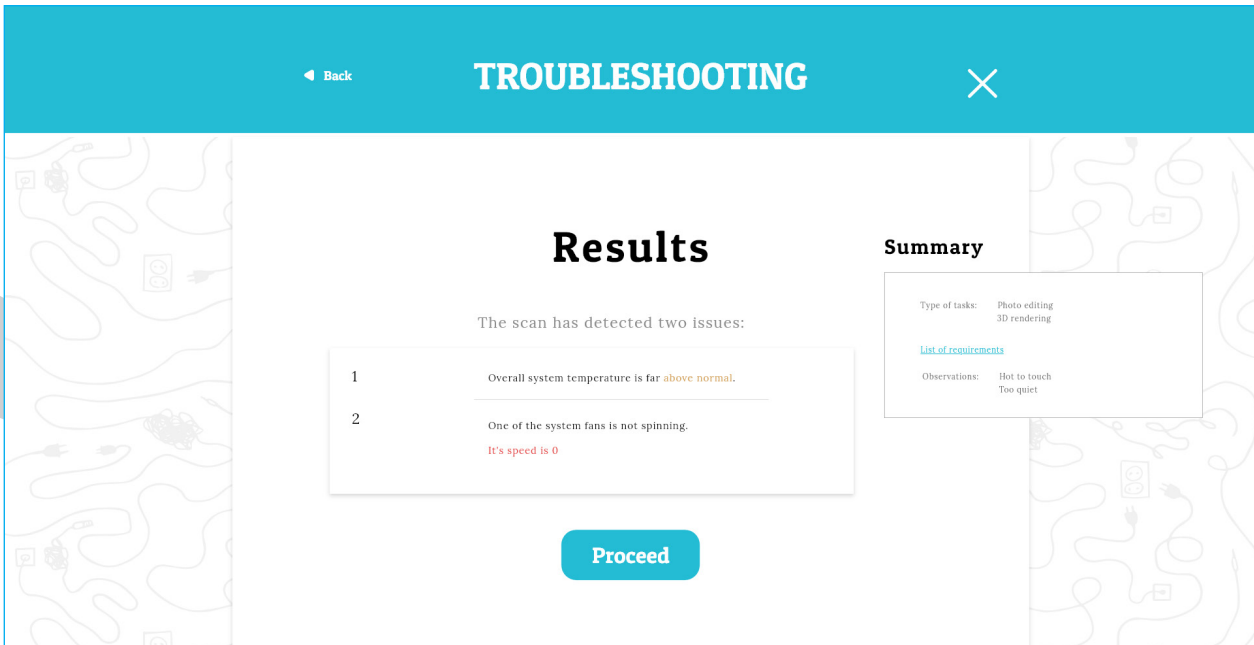 Back
TROUBLESHOOTING
Results
The scan has detected two issues:
1 Overall system temperature is far above normal.
2 One of the system fans is not spinning.
It's speed is 0
Proceed
Summary
Type of tasks: Photo editing
3D rendering
List of requirements
Observations: Hot to touch
Too quiet